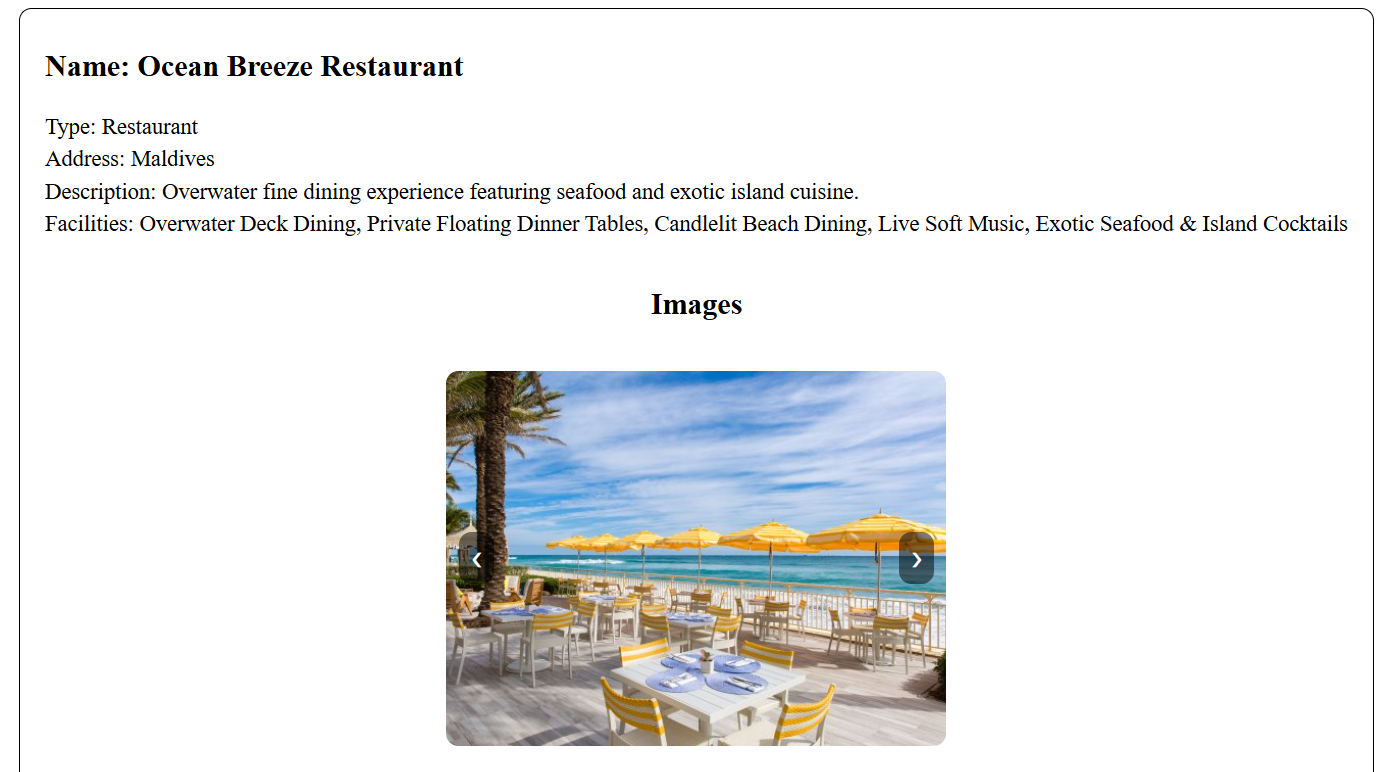 Name: Ocean Breeze Restaurant
Type: Restaurant
Address: Maldives
Description: Overwater fine dining experience featuring seafood and exotic island cuisine.
Facilities: Overwater Deck Dining, Private Floating Dinner Tables, Candlelit Beach Dining, Live Soft Music, Exotic Seafood & Island Cocktails
Images